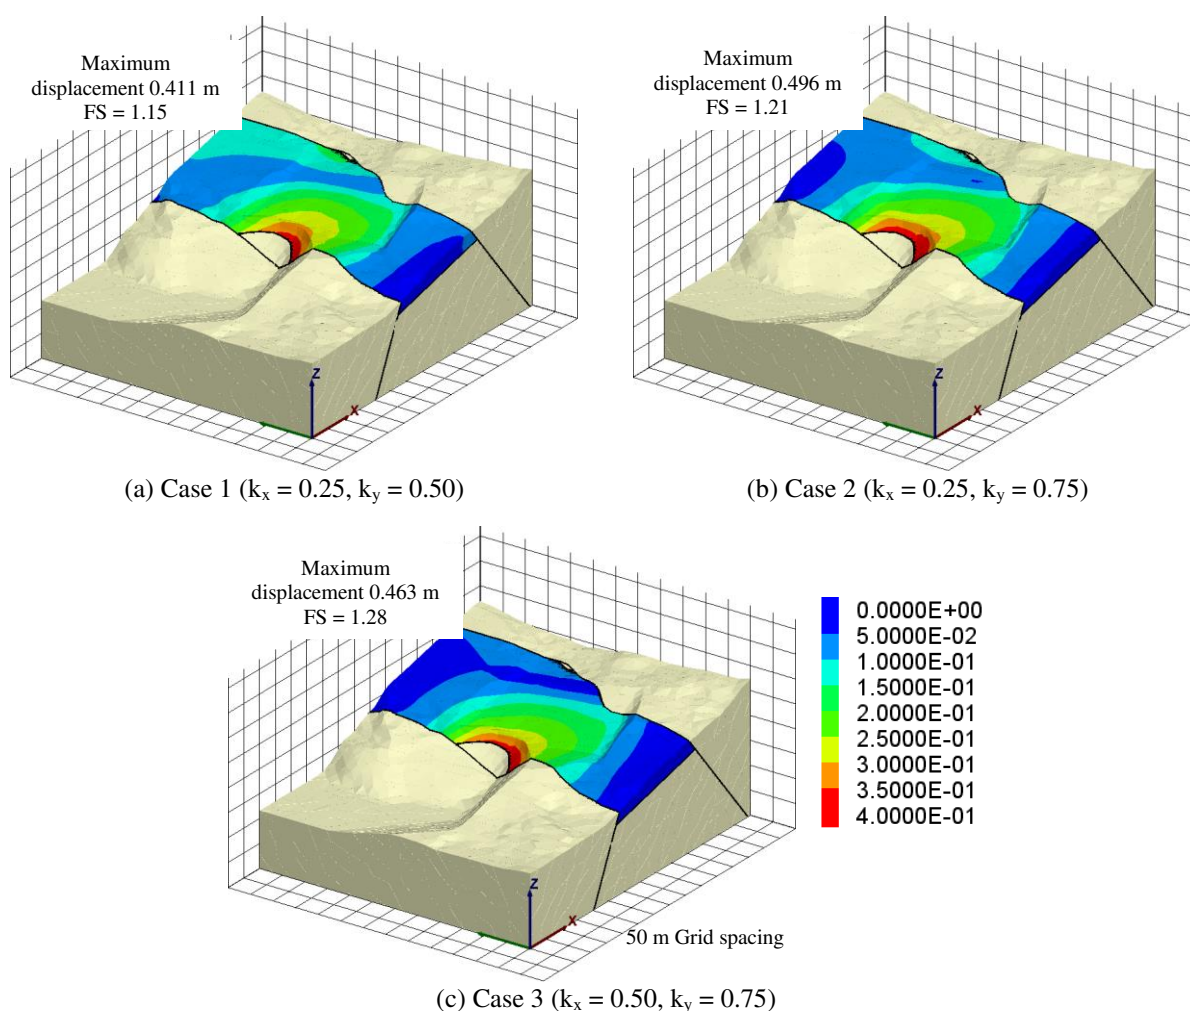 Maximum
displacement 0.411 m
FS = 1.15
Z
X
(a) Case 1 (kₓ = 0.25, kᵧ = 0.50)
Maximum
displacement 0.496 m
FS = 1.21
Z
X
(b) Case 2 (kₓ = 0.25, kᵧ = 0.75)
Maximum
displacement 0.463 m
FS = 1.28
Z
X
50 m Grid spacing
0.0000E+00
5.0000E-02
1.0000E-01
1.5000E-01
2.0000E-01
2.5000E-01
3.0000E-01
3.5000E-01
4.0000E-01
(c) Case 3 (kₓ = 0.50, kᵧ = 0.75)